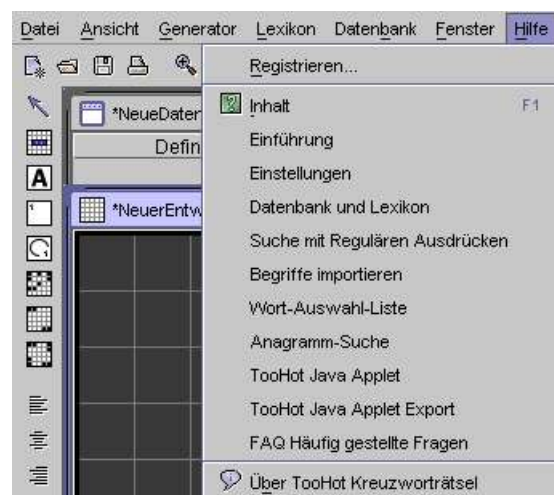 Datei Ansicht Generator Lexikon Datenbank Fenster Hilfe
Registrieren...
*NeueDaten
Inhalt F1
Defin
Einführung
A
Einstellungen
*NeuerEntw
Datenbank und Lexikon
Suche mit Regulären Ausdrücken
Begriffe importieren
Wort-Auswahl-Liste
Anagramm-Suche
TooHot Java Applet
TooHot Java Applet Export
FAQ Häufig gestellte Fragen
Über TooHot Kreuzworträtsel